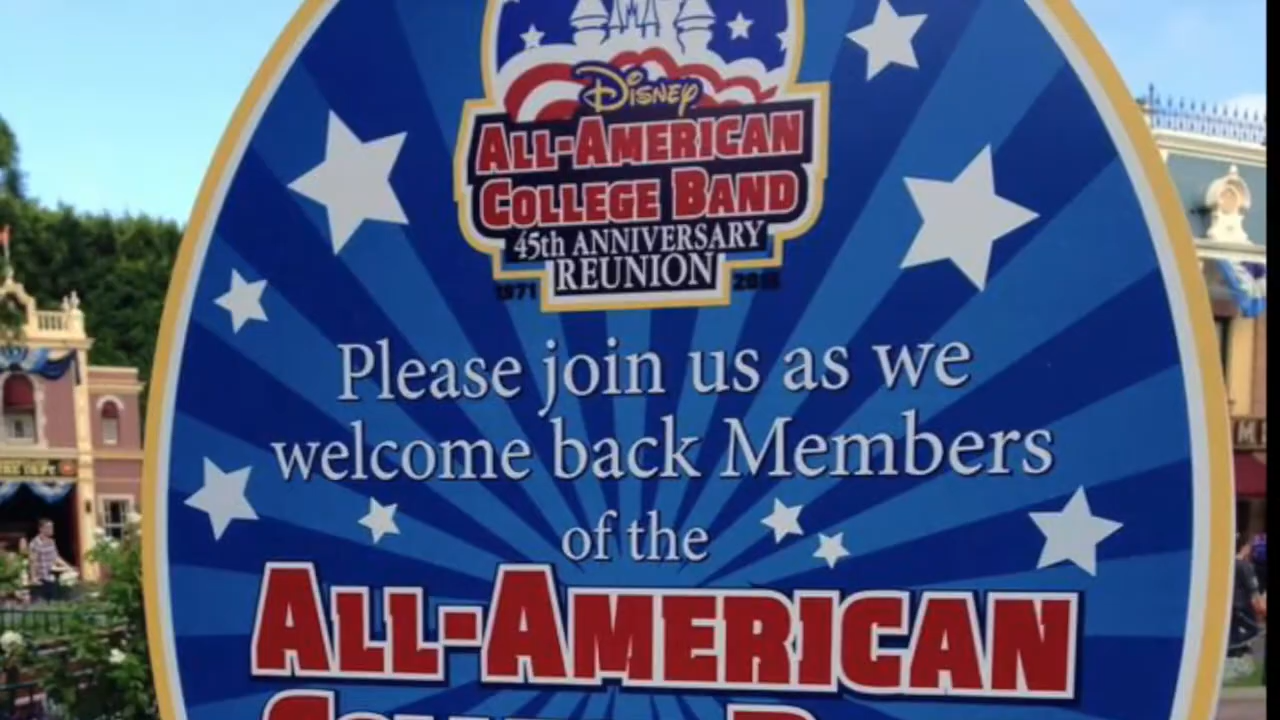 Disney
ALL-AMERICAN
COLLEGE BAND
45th ANNIVERSARY
REUNION
1971
Please join us as we
welcome back Members
of the
ALL-AMERICAN